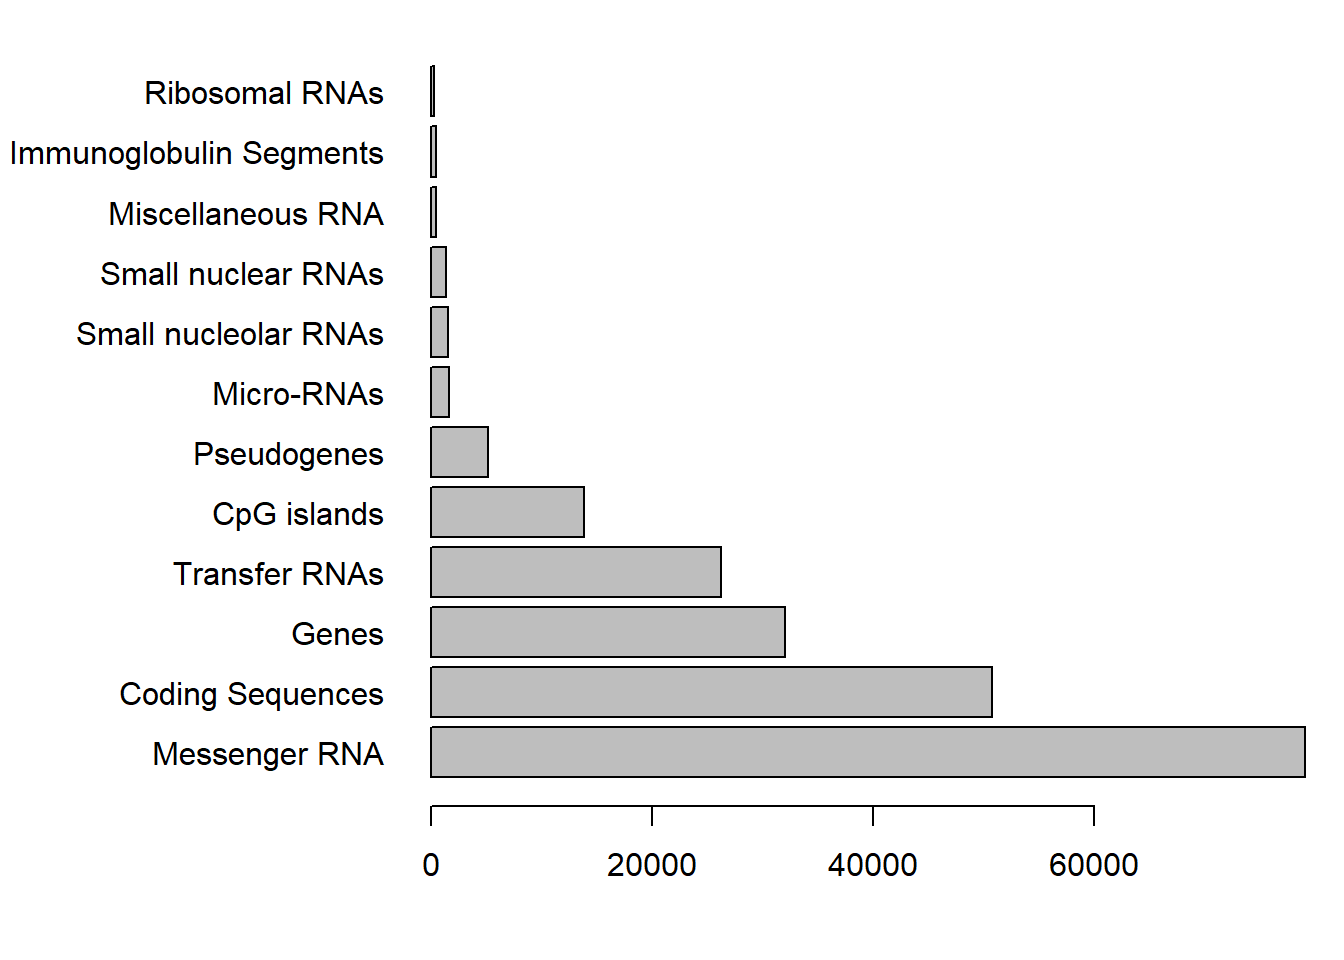 Ribosomal RNAs
Immunoglobulin Segments
Miscellaneous RNA
Small nuclear RNAs
Small nucleolar RNAs
Micro-RNAs
Pseudogenes
CpG islands
Transfer RNAs
Genes
Coding Sequences
Messenger RNA
0 20000 40000 60000